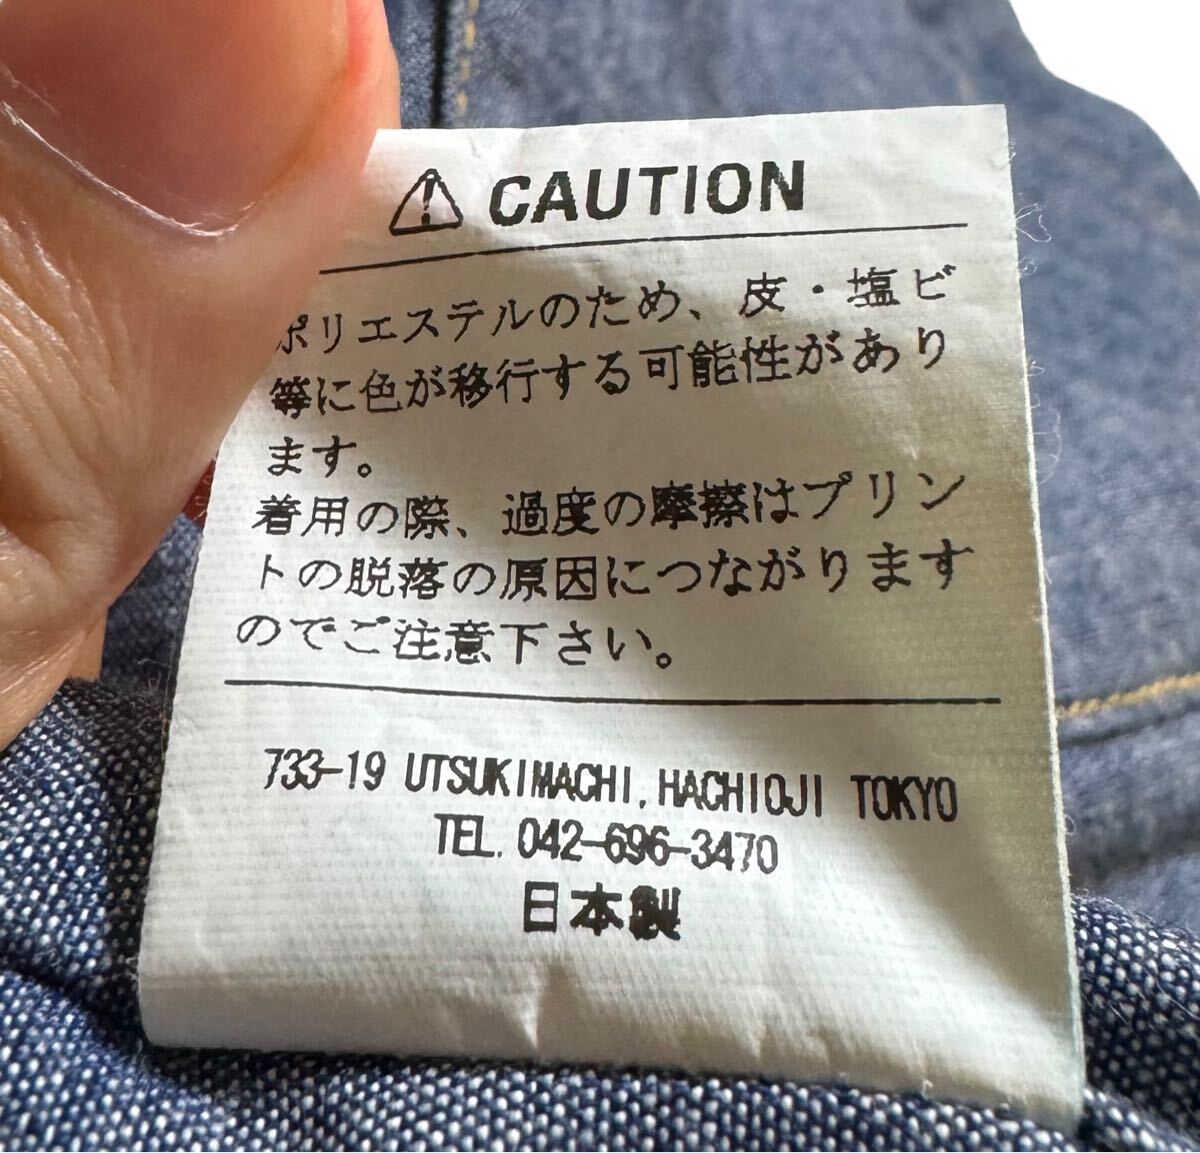 ⚠ CAUTION
ポリエステルのため、皮・塩ビ
等に色が移行する可能性があり
ます。
着用の際、過度の摩擦はプリン
トの脱落の原因につながります
のでご注意下さい。
733-19 UTSUKIMACHI, HACHIOJI TOKYO
TEL. 042-696-3470
日本製